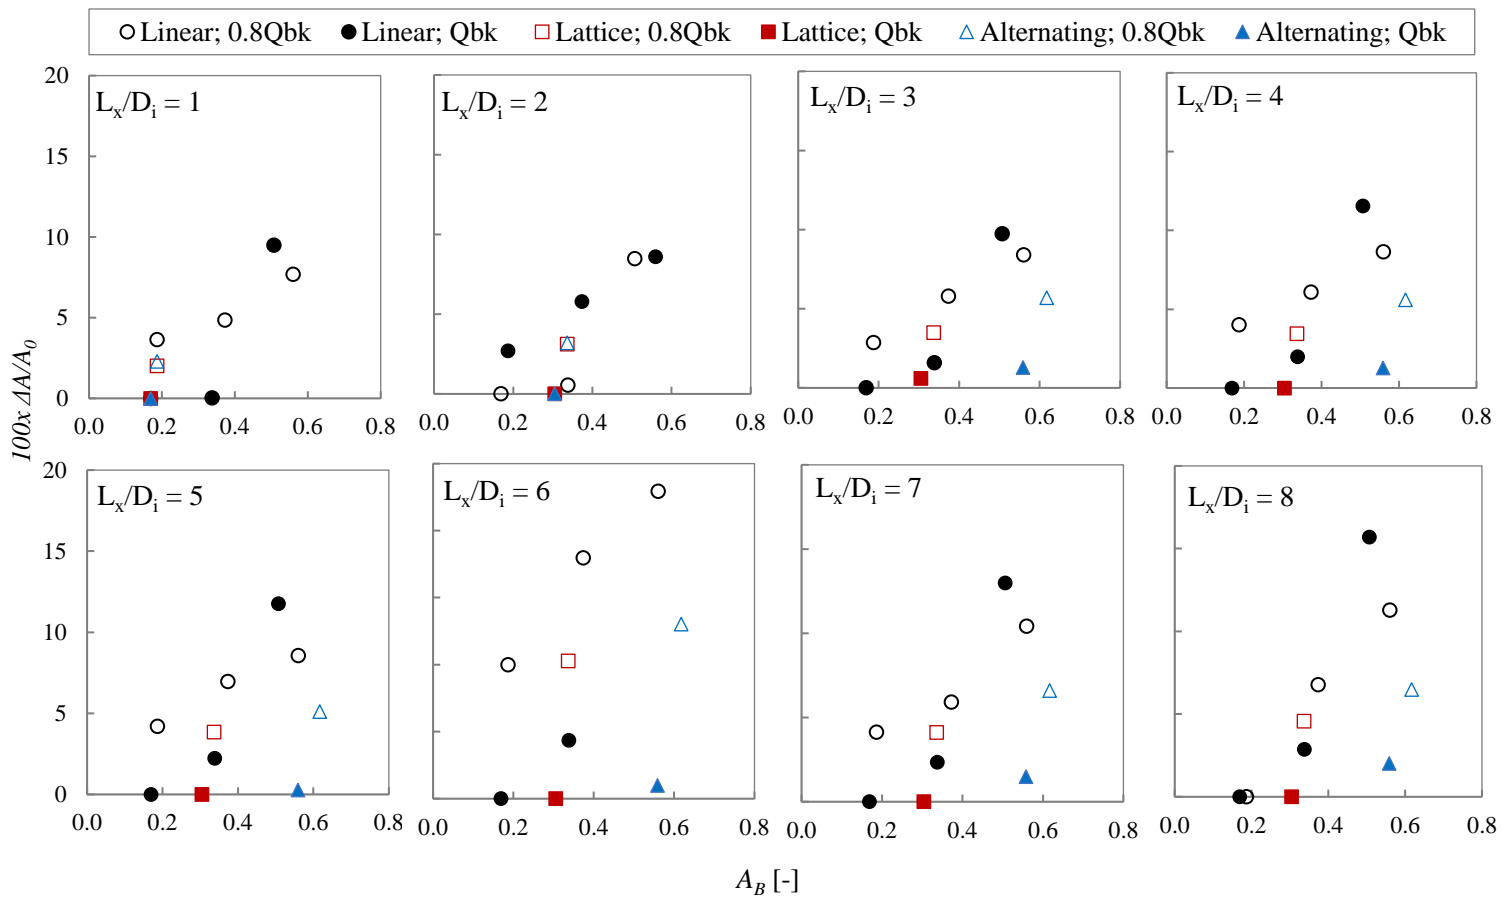 Linear; 0.8Qbk Linear; Qbk Lattice; 0.8Qbk Lattice; Qbk Alternating; 0.8Qbk Alternating; Qbk
20
15
10
5
0
Lx/Di = 1
0.0 0.2 0.4 0.6 0.8
Lx/Di = 2
0.0 0.2 0.4 0.6 0.8
Lx/Di = 3
0.0 0.2 0.4 0.6 0.8
Lx/Di = 4
0.0 0.2 0.4 0.6 0.8
100x ΔA/A0
20
15
10
5
0
Lx/Di = 5
0.0 0.2 0.4 0.6 0.8
Lx/Di = 6
0.0 0.2 0.4 0.6 0.8
Lx/Di = 7
0.0 0.2 0.4 0.6 0.8
Lx/Di = 8
0.0 0.2 0.4 0.6 0.8
AB [-]